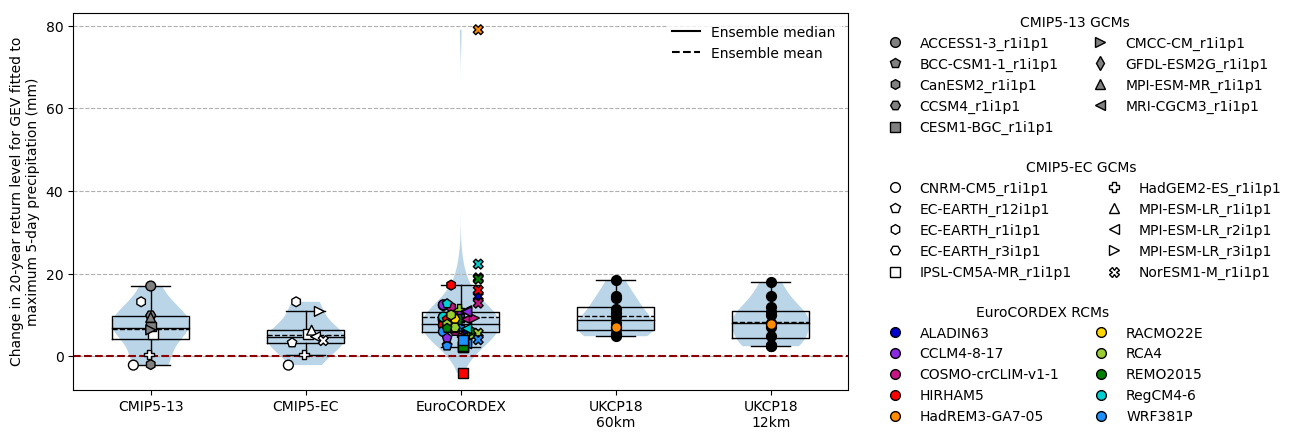 Change in 20-year return level for GEV fitted to
maximum 5-day precipitation (mm)
80
60
40
20
0
Ensemble median
Ensemble mean
CMIP5-13
CMIP5-EC
EuroCORDEX
UKCP18
60km
UKCP18
12km
CMIP5-13 GCMs
ACCESS1-3_r1i1p1
BCC-CSM1-1_r1i1p1
CanESM2_r1i1p1
CCSM4_r1i1p1
CESM1-BGC_r1i1p1
CMCC-CM_r1i1p1
GFDL-ESM2G_r1i1p1
MPI-ESM-MR_r1i1p1
MRI-CGCM3_r1i1p1
CMIP5-EC GCMs
CNRM-CM5_r1i1p1
EC-EARTH_r12i1p1
EC-EARTH_r1i1p1
EC-EARTH_r3i1p1
IPSL-CM5A-MR_r1i1p1
HadGEM2-ES_r1i1p1
MPI-ESM-LR_r1i1p1
MPI-ESM-LR_r2i1p1
MPI-ESM-LR_r3i1p1
NorESM1-M_r1i1p1
EuroCORDEX RCMs
ALADIN63
CCLM4-8-17
COSMO-crCLIM-v1-1
HIRHAM5
HadREM3-GA7-05
RACMO22E
RCA4
REMO2015
RegCM4-6
WRF381P